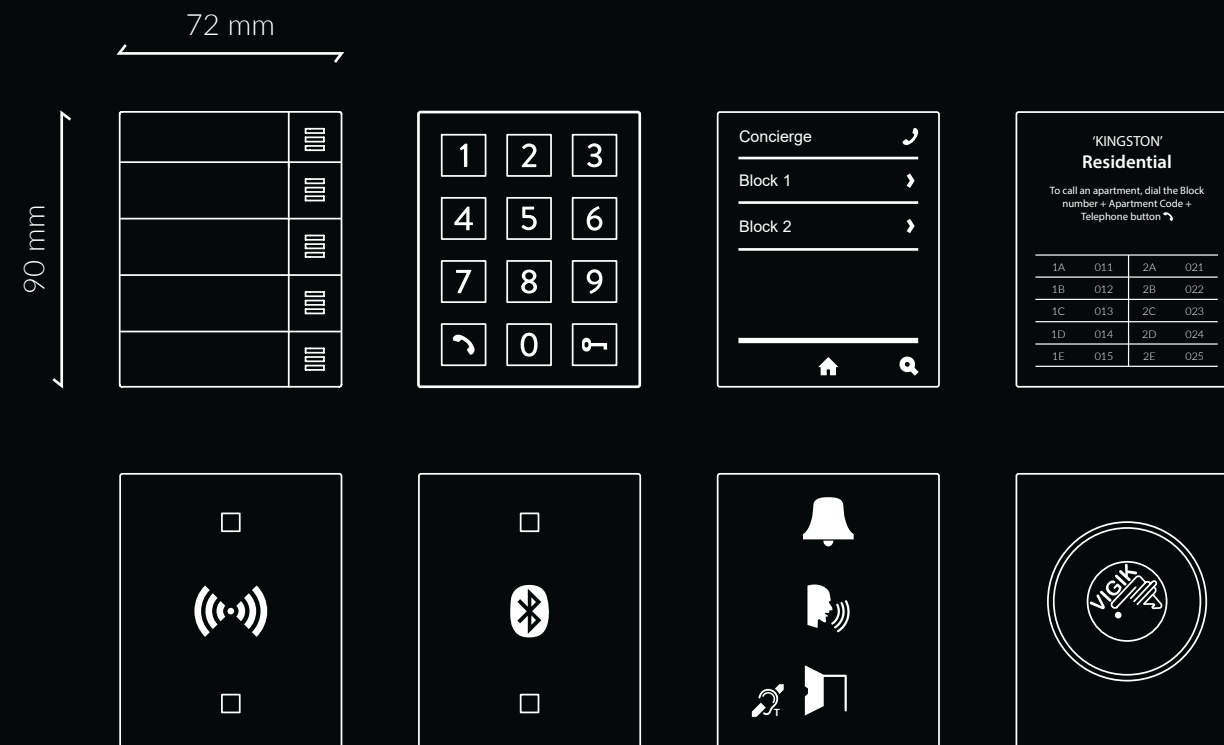 72 mm
90 mm
1 2 3
4 5 6
7 8 9
0
Concierge
Block 1
Block 2
'KINGSTON'
Residential
To call an apartment, dial the Block
number + Apartment Code +
Telephone button
1A 011 2A 021
1B 012 2B 022
1C 013 2C 023
1D 014 2D 024
1E 015 2E 025
T
VIGIK